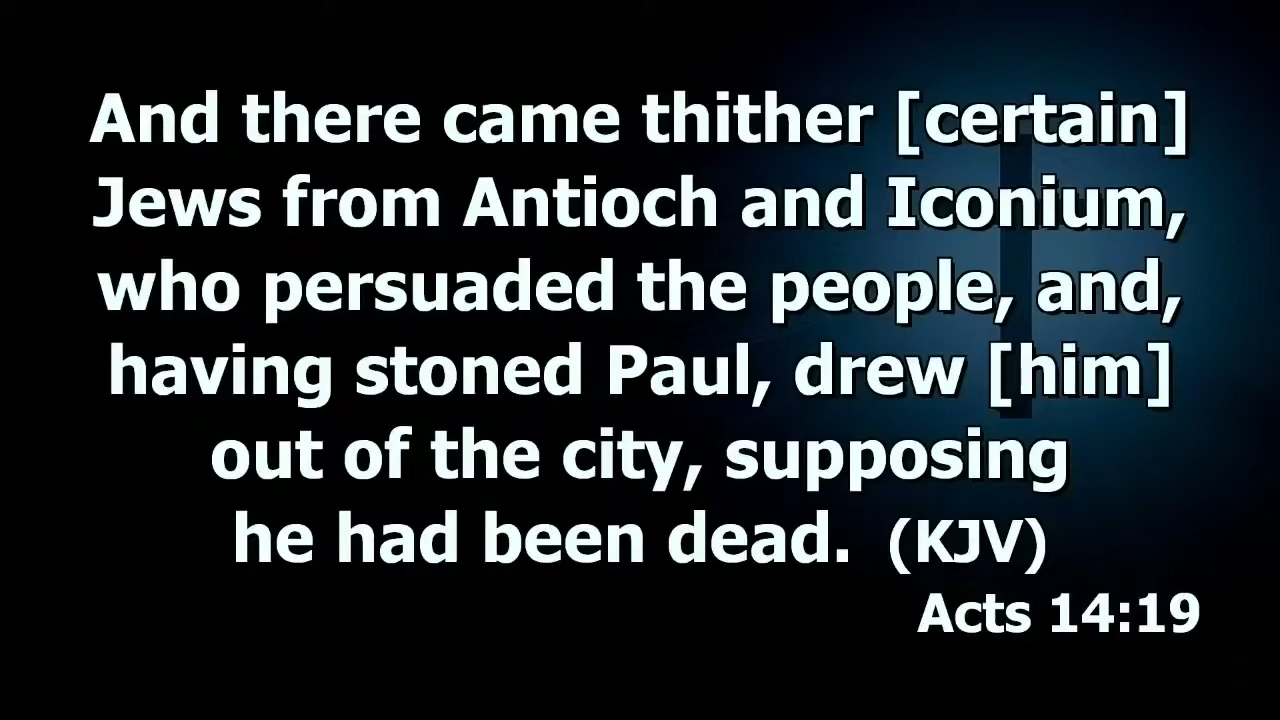 And there came thither [certain]
Jews from Antioch and Iconium,
who persuaded the people, and,
having stoned Paul, drew [him]
out of the city, supposing
he had been dead. (KJV)
Acts 14:19